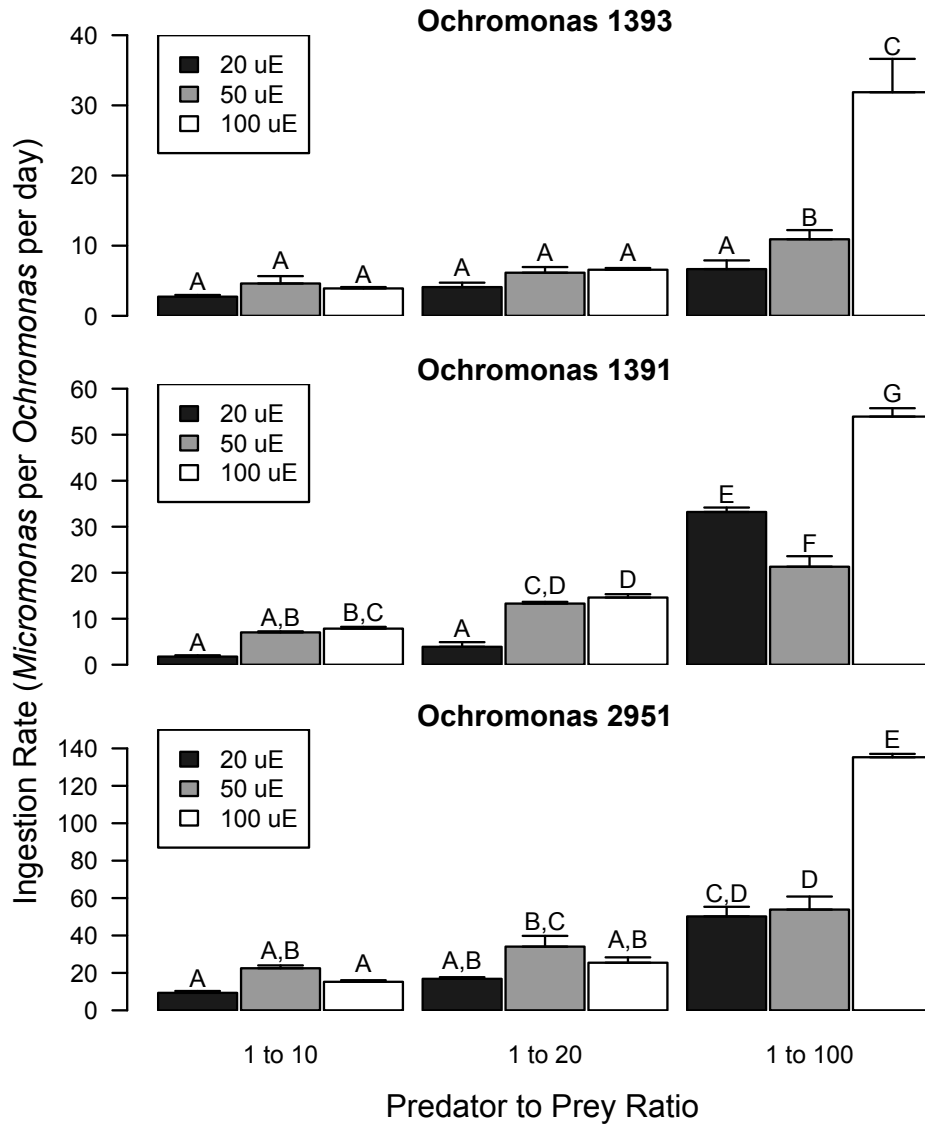 Ochromonas 1393
40
30
20
10
0
20 uE
50 uE
100 uE
A
A
A
A
A
A
A
B
C
Ochromonas 1391
60
50
40
30
20
10
0
20 uE
50 uE
100 uE
A
A,B
B,C
A
C,D
D
E
F
G
Ochromonas 2951
140
120
100
80
60
40
20
0
20 uE
50 uE
100 uE
A
A,B
A
A,B
B,C
A,B
C,D
D
E
1 to 10
1 to 20
1 to 100
Predator to Prey Ratio
Ingestion Rate (Micromonas per Ochromonas per day)